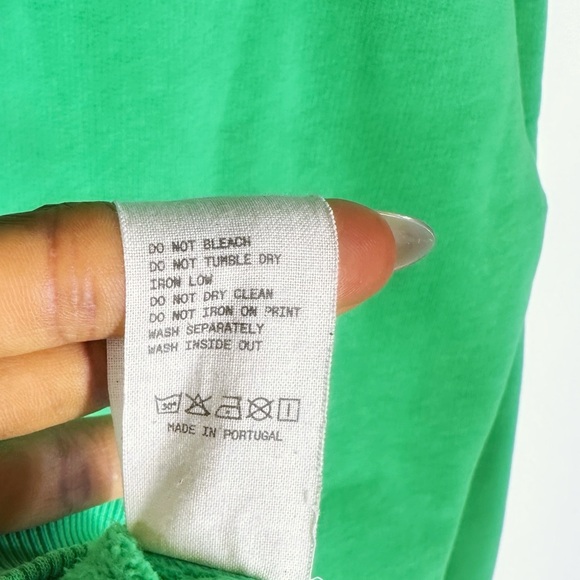 DO NOT BLEACH
DO NOT TUMBLE DRY
IRON LOW
DO NOT DRY CLEAN
DO NOT IRON ON PRINT
WASH SEPARATELY
WASH INSIDE OUT
30°
MADE IN PORTUGAL